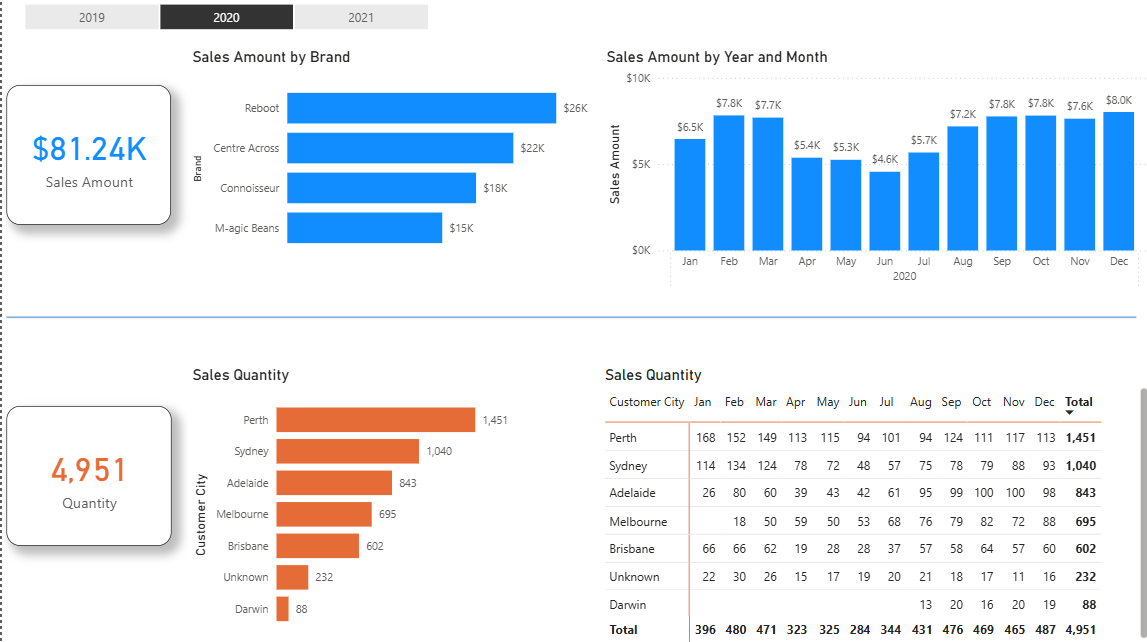 2019 2020 2021
Sales Amount by Brand
$81.24K
Sales Amount
Brand
Reboot $26K
Centre Across $22K
Connoisseur $18K
M-agic Beans $15K
Sales Amount by Year and Month
Sales Amount
$10K
$5K
$0K
$6.5K $7.8K $7.7K $5.4K $5.3K $4.6K $5.7K $7.2K $7.8K $7.8K $7.6K $8.0K
Jan Feb Mar Apr May Jun Jul Aug Sep Oct Nov Dec
2020
4,951
Quantity
Sales Quantity
Customer City
Perth 1,451
Sydney 1,040
Adelaide 843
Melbourne 695
Brisbane 602
Unknown 232
Darwin 88
Sales Quantity
Customer City Jan Feb Mar Apr May Jun Jul Aug Sep Oct Nov Dec Total
Perth 168 152 149 113 115 94 101 94 124 111 117 113 1,451
Sydney 114 134 124 78 72 48 57 75 78 79 88 93 1,040
Adelaide 26 80 60 39 43 42 61 95 99 100 100 98 843
Melbourne 18 50 59 50 53 68 76 79 82 72 88 695
Brisbane 66 66 62 19 28 28 37 57 58 64 57 60 602
Unknown 22 30 26 15 17 19 20 21 18 17 11 16 232
Darwin 13 20 16 20 19 88
Total 396 480 471 323 325 284 344 431 476 469 465 487 4,951